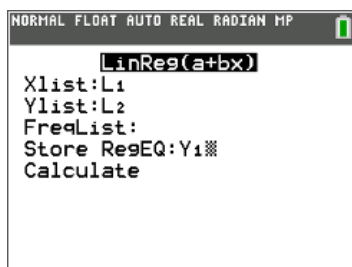 NORMAL FLOAT AUTO REAL RADIAN MP
LinReg(a+bx)
Xlist:L₁
Ylist:L₂
FreqList:
Store RegEQ:Y₁
Calculate